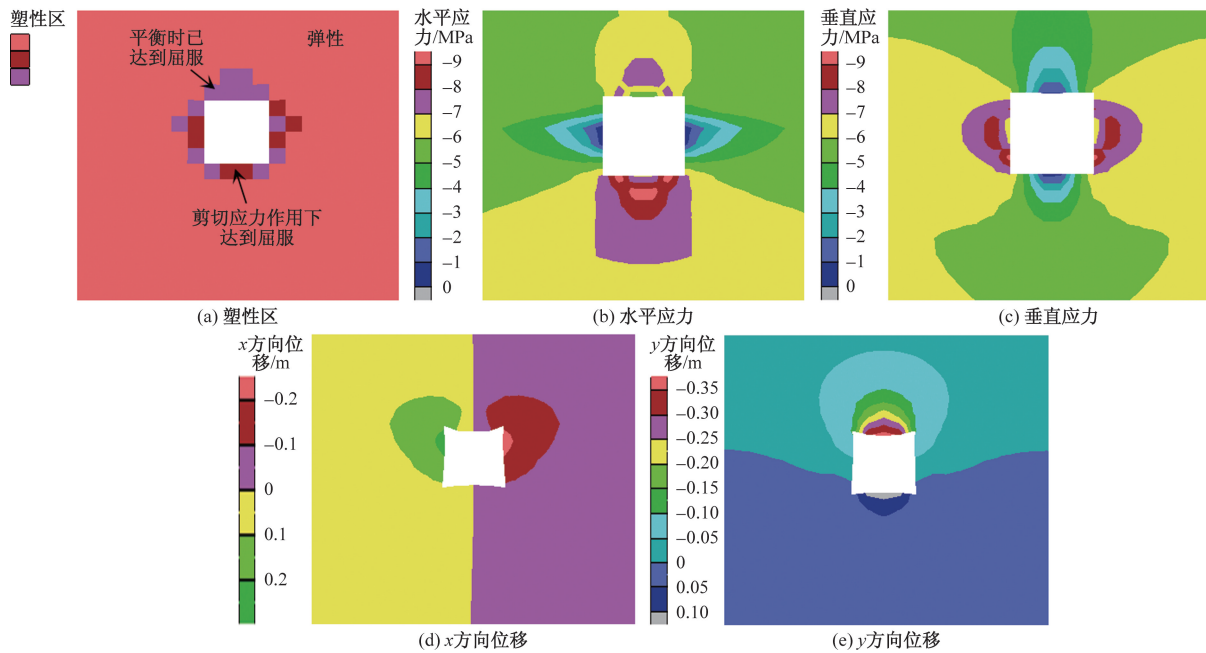 塑性区
平衡时已
达到屈服
弹性
剪切应力作用下
达到屈服
(a) 塑性区
水平应
力/MPa
−9
−8
−7
−6
−5
−4
−3
−2
−1
0
(b) 水平应力
垂直应
力/MPa
−9
−8
−7
−6
−5
−4
−3
−2
−1
0
(c) 垂直应力
x方向位
移/m
−0.2
−0.1
0
0.1
0.2
(d) x方向位移
y方向位
移/m
−0.35
−0.30
−0.25
−0.20
−0.15
−0.10
−0.05
0
0.05
0.10
(e) y方向位移